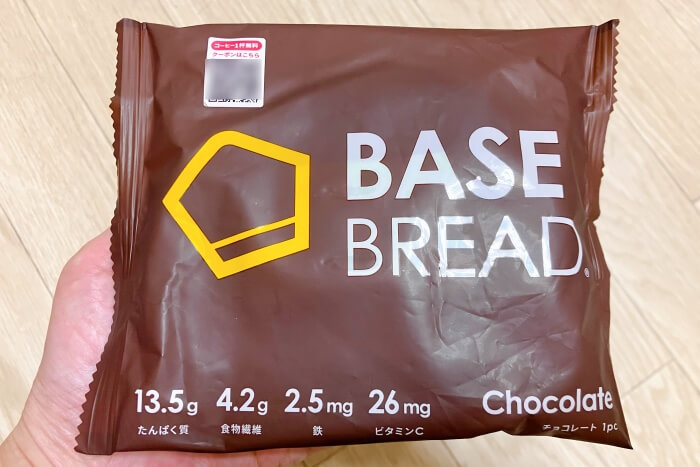 コーヒー1杯無料
クーポンはこちら
BASE
BREAD®
13.5g 4.2g 2.5mg 26mg
たんぱく質 食物繊維 鉄 ビタミンC
Chocolate
チョコレート 1pc